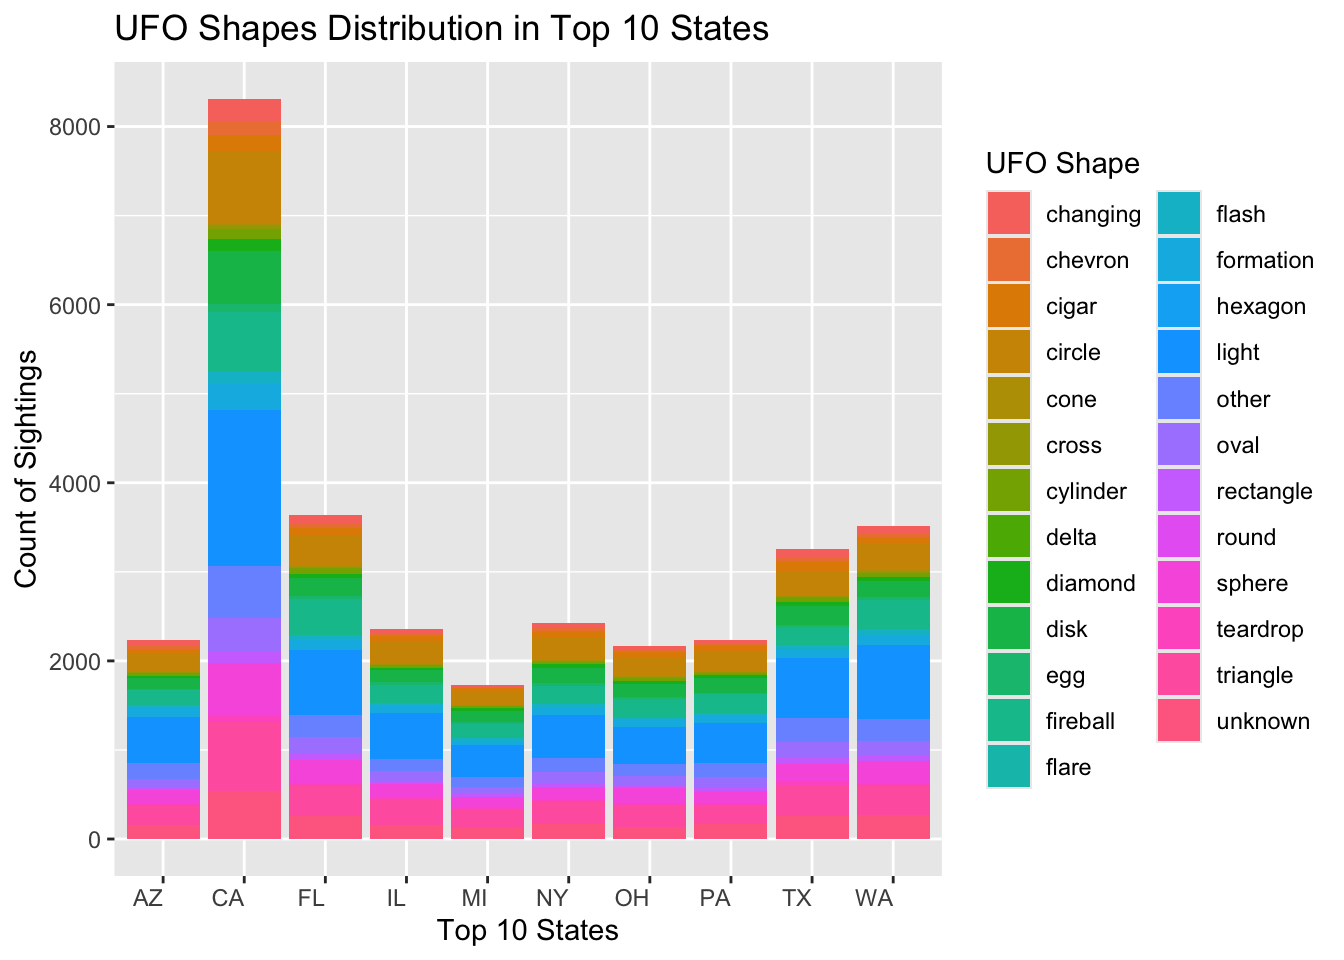 UFO Shapes Distribution in Top 10 States
8000
6000
4000
2000
0
Count of Sightings
AZ CA FL IL MI NY OH PA TX WA
Top 10 States
UFO Shape
changing
chevron
cigar
circle
cone
cross
cylinder
delta
diamond
disk
egg
fireball
flare
flash
formation
hexagon
light
other
oval
rectangle
round
sphere
teardrop
triangle
unknown